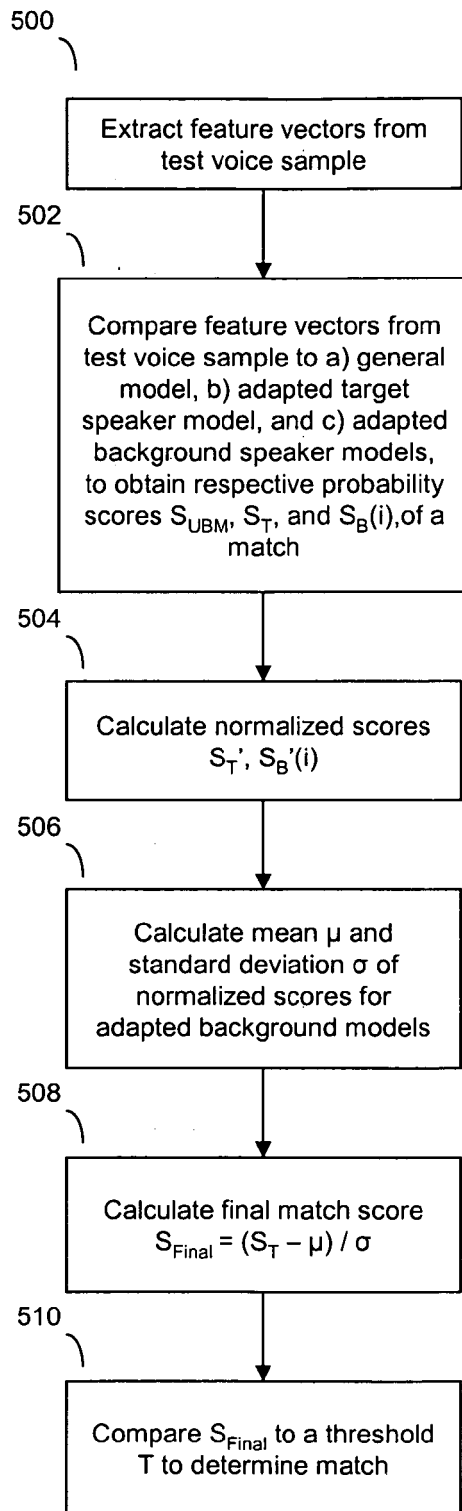 500
Extract feature vectors from
test voice sample
502
Compare feature vectors from
test voice sample to a) general
model, b) adapted target
speaker model, and c) adapted
background speaker models,
to obtain respective probability
scores S_UBM, S_T, and S_B(i),of a
match
504
Calculate normalized scores
S_T', S_B'(i)
506
Calculate mean μ and
standard deviation σ of
normalized scores for
adapted background models
508
Calculate final match score
S_Final = (S_T – μ) / σ
510
Compare S_Final to a threshold
T to determine match